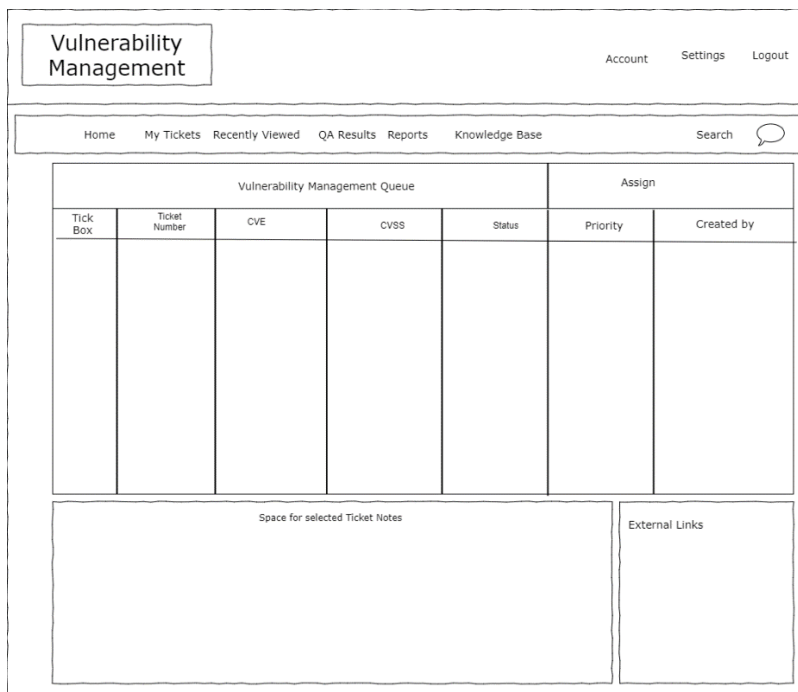 Vulnerability
Management
Account Settings Logout
Home My Tickets Recently Viewed QA Results Reports Knowledge Base Search
Vulnerability Management Queue Assign
Tick
Box
Ticket
Number
CVE
CVSS
Status
Priority
Created by
Space for selected Ticket Notes
External Links